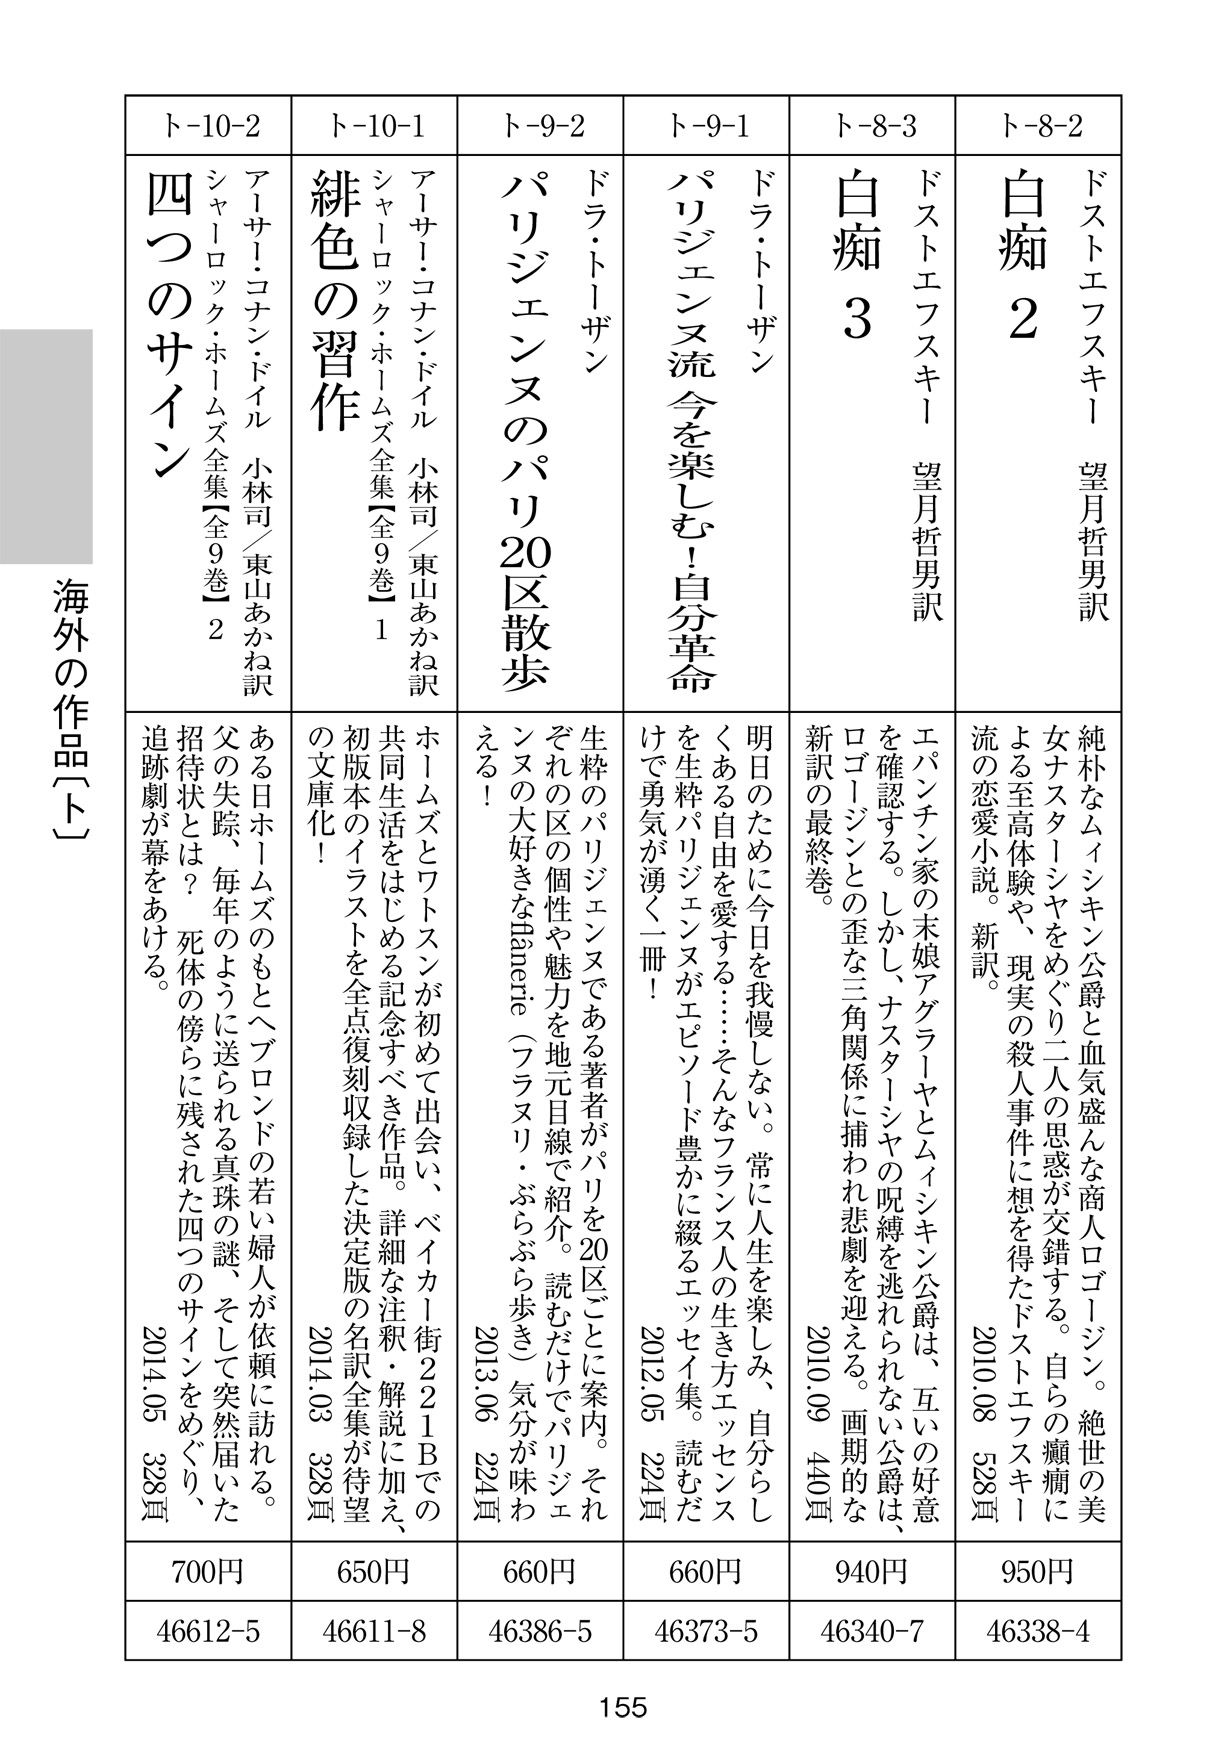 ト-8-2
ドストエフスキー　望月哲男訳
白痴 2
純朴なムィシキン公爵と血気盛んな商人ロゴージン。絶世の美
女ナスターシヤをめぐり二人の思惑が交錯する。自らの癲癇に
よる至高体験や、現実の殺人事件に想を得たドストエフスキー
流の恋愛小説。新訳。
2010.08　528頁
950円
46338-4
ト-8-3
ドストエフスキー　望月哲男訳
白痴 3
エパンチン家の末娘アグラーヤとムィシキン公爵は、互いの好意
を確認する。しかし、ナスターシヤの呪縛を逃れられない公爵は、
ロゴージンとの歪な三角関係に捕われ悲劇を迎える。画期的な
新訳の最終巻。
2010.09　440頁
940円
46340-7
ト-9-1
ドラ・トーザン
パリジェンヌ流 今を楽しむ！自分革命
明日のために今日を我慢しない。常に人生を楽しみ、自分らし
くある自由を愛する……そんなフランス人の生き方エッセンス
を生粋パリジェンヌがエピソード豊かに綴るエッセイ集。読むだ
けで勇気が湧く一冊！
2012.05　224頁
660円
46373-5
ト-9-2
ドラ・トーザン
パリジェンヌのパリ20区散歩
生粋のパリジェンヌである著者がパリを20区ごとに案内。それ
ぞれの区の個性や魅力を地元目線で紹介。読むだけでパリジェ
ンヌの大好きなflânerie（フラヌリ・ぶらぶら歩き）気分が味わ
える！
2013.06　224頁
660円
46386-5
ト-10-1
アーサー・コナン・ドイル　小林司／東山あかね訳
シャーロック・ホームズ全集【全9巻】 1
緋色の習作
ホームズとワトスンが初めて出会い、ベイカー街221Bでの
共同生活をはじめる記念すべき作品。詳細な注釈・解説に加え、
初版本のイラストを全点復刻収録した決定版の名訳全集が待望
の文庫化！
2014.03　328頁
650円
46611-8
ト-10-2
アーサー・コナン・ドイル　小林司／東山あかね訳
シャーロック・ホームズ全集【全9巻】 2
四つのサイン
ある日ホームズのもとへブロンドの若い婦人が依頼に訪れる。
父の失踪、毎年のように送られる真珠の謎、そして突然届いた
招待状とは？　死体の傍らに残された四つのサインをめぐり、
追跡劇が幕をあける。
2014.05　328頁
700円
46612-5
海外の作品〔ト〕
155